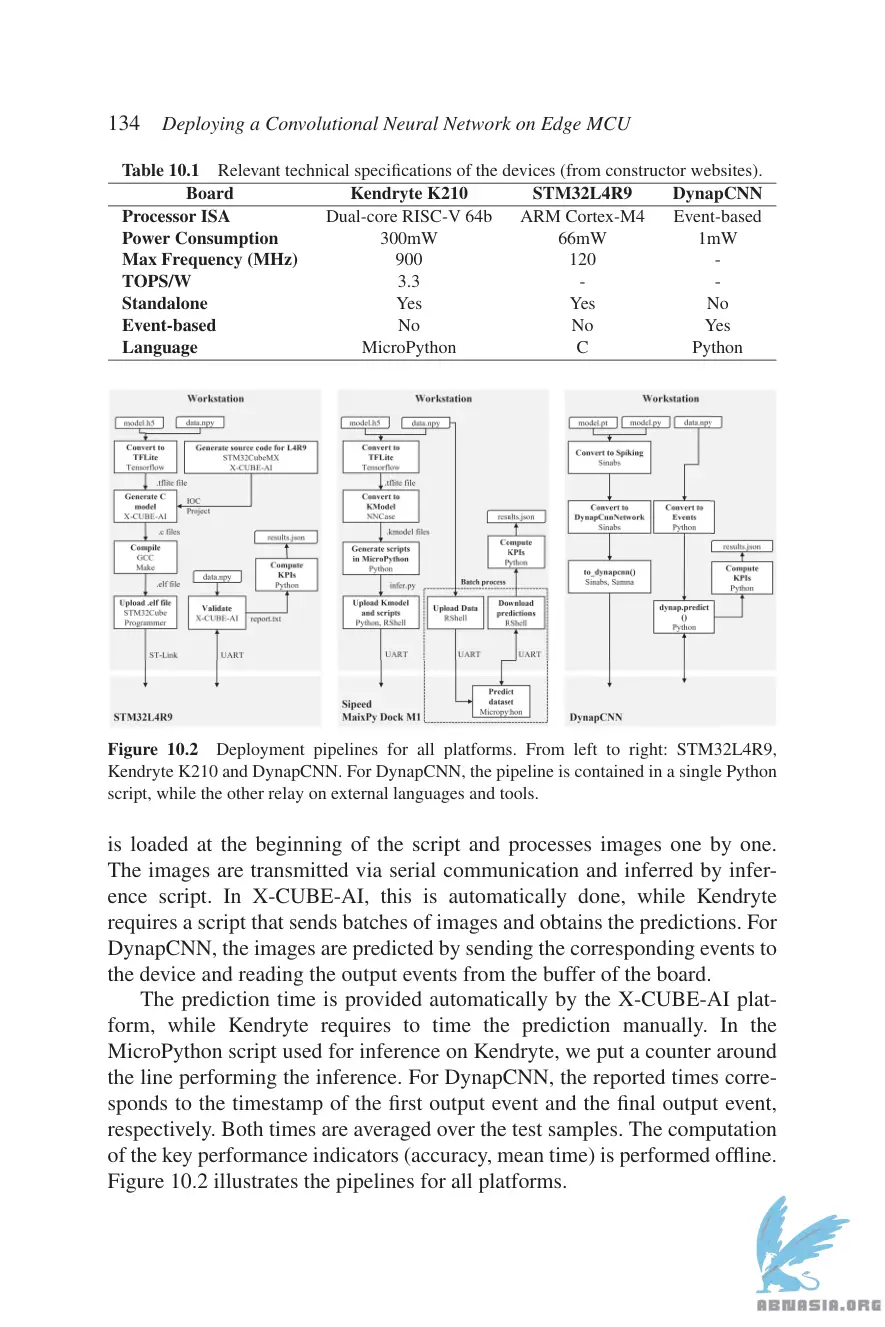 134 Deploying a Convolutional Neural Network on Edge MCU
Table 10.1 Relevant technical specifications of the devices (from constructor websites).
Board Kendryte K210 STM32L4R9 DynapCNN
Processor ISA Dual-core RISC-V 64b ARM Cortex-M4 Event-based
Power Consumption 300mW 66mW 1mW
Max Frequency (MHz) 900 120 -
TOPS/W 3.3 - -
Standalone Yes Yes No
Event-based No No Yes
Language MicroPython C Python
Workstation
model.h5 data.npy
Convert to
TFLite
Tensorflow
Generate source code for L4R9
STM32CubeMX
X-CUBE-AI
.tflite file
Generate C
model
X-CUBE-AI
IOC
Project
.c files
Compile
GCC
Make
results.json
Compute
KPIs
Python
.elf file
data.npy
Upload .elf file
STM32Cube
Programmer
Validate
X-CUBE-AI
report.txt
ST-Link
UART
STM32L4R9
Workstation
model.h5 data.npy
Convert to
TFLite
Tensorflow
.tflite file
Convert to
KModel
NNCase
.kmodel files
results.json
Generate scripts
in MicroPython
Python
Compute
KPIs
Python
infer.py
Batch process
Upload Kmodel
and scripts
Python, RShell
Upload Data
RShell
Download
predictions
RShell
UART
UART
UART
Predict
dataset
Micropython
Sipeed
MaixPy Dock M1
Workstation
model.pt model.py data.npy
Convert to Spiking
Sinabs
Convert to
DynapCnnNetwork
Sinabs
Convert to
Events
Python
results.json
to_dynapcnn()
Sinabs, Samna
Compute
KPIs
Python
dynap.predict
()
Python
DynapCNN
Figure 10.2 Deployment pipelines for all platforms. From left to right: STM32L4R9,
Kendryte K210 and DynapCNN. For DynapCNN, the pipeline is contained in a single Python
script, while the other relay on external languages and tools.
is loaded at the beginning of the script and processes images one by one.
The images are transmitted via serial communication and inferred by infer-
ence script. In X-CUBE-AI, this is automatically done, while Kendryte
requires a script that sends batches of images and obtains the predictions. For
DynapCNN, the images are predicted by sending the corresponding events to
the device and reading the output events from the buffer of the board.
The prediction time is provided automatically by the X-CUBE-AI plat-
form, while Kendryte requires to time the prediction manually. In the
MicroPython script used for inference on Kendryte, we put a counter around
the line performing the inference. For DynapCNN, the reported times corre-
sponds to the timestamp of the first output event and the final output event,
respectively. Both times are averaged over the test samples. The computation
of the key performance indicators (accuracy, mean time) is performed offline.
Figure 10.2 illustrates the pipelines for all platforms.
ABNASIA.ORG